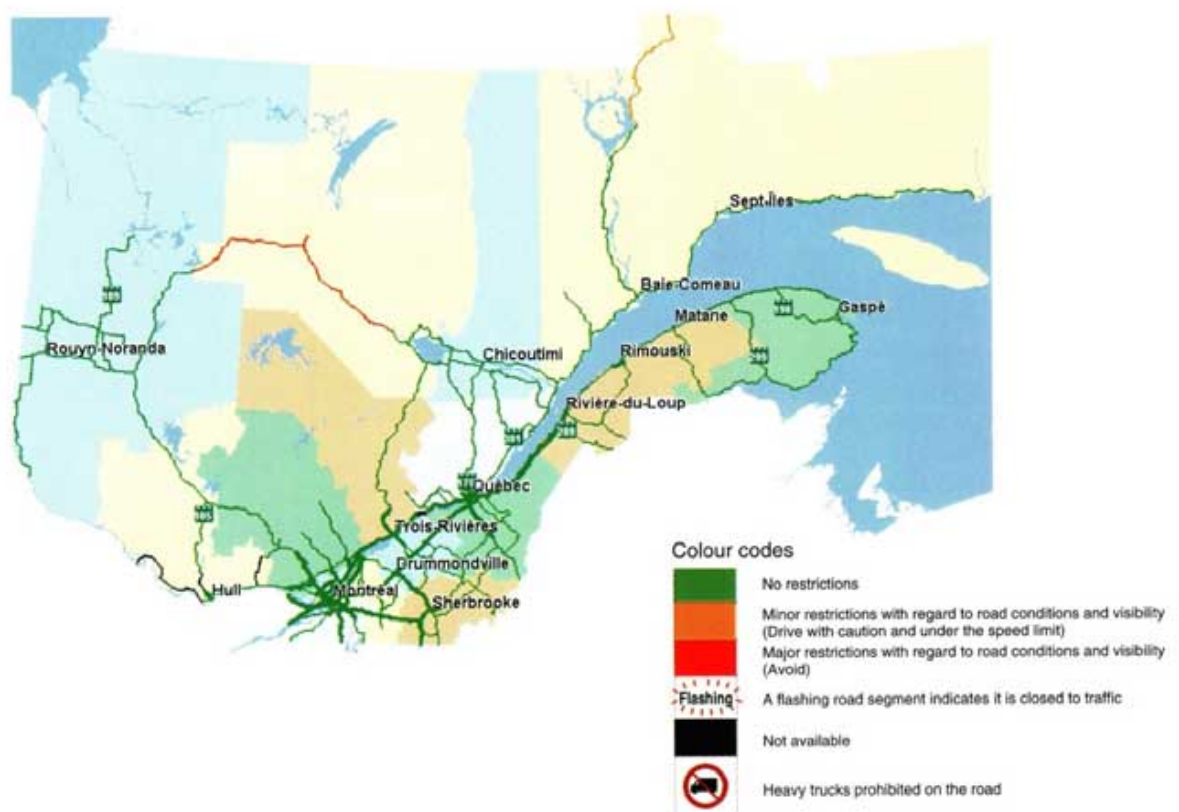 Sept-Îles
Baie-Comeau
Matane
Gaspé
Rouyn-Noranda
Chicoutimi
Rimouski
Rivière-du-Loup
Québec
Trois-Rivières
Drummondville
Hull
Montréal
Sherbrooke
Colour codes
No restrictions
Minor restrictions with regard to road conditions and visibility
(Drive with caution and under the speed limit)
Major restrictions with regard to road conditions and visibility
(Avoid)
Flashing
A flashing road segment indicates it is closed to traffic
Not available
Heavy trucks prohibited on the road